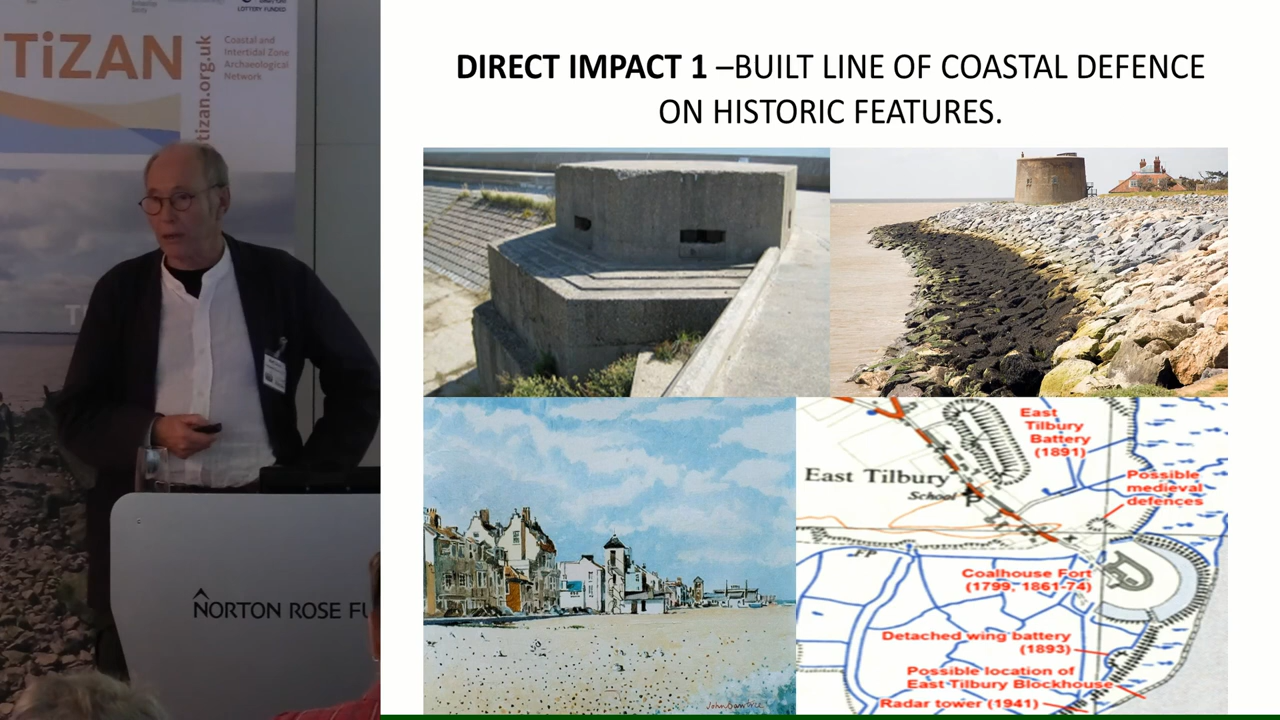 LOTTERY FUNDED
TiZAN
tizan.org.uk
Coastal and
Intertidal Zone
Archaeological
Network
NORTON ROSE FU
DIRECT IMPACT 1 –BUILT LINE OF COASTAL DEFENCE
ON HISTORIC FEATURES.
East
Tilbury
Battery
(1891)
East Tilbury
School
Possible
medieval
defences
FP
Coalhouse Fort
(1799, 1861-74)
Detached wing battery
(1893)
Possible location of
East Tilbury Blockhouse
Radar tower (1941)